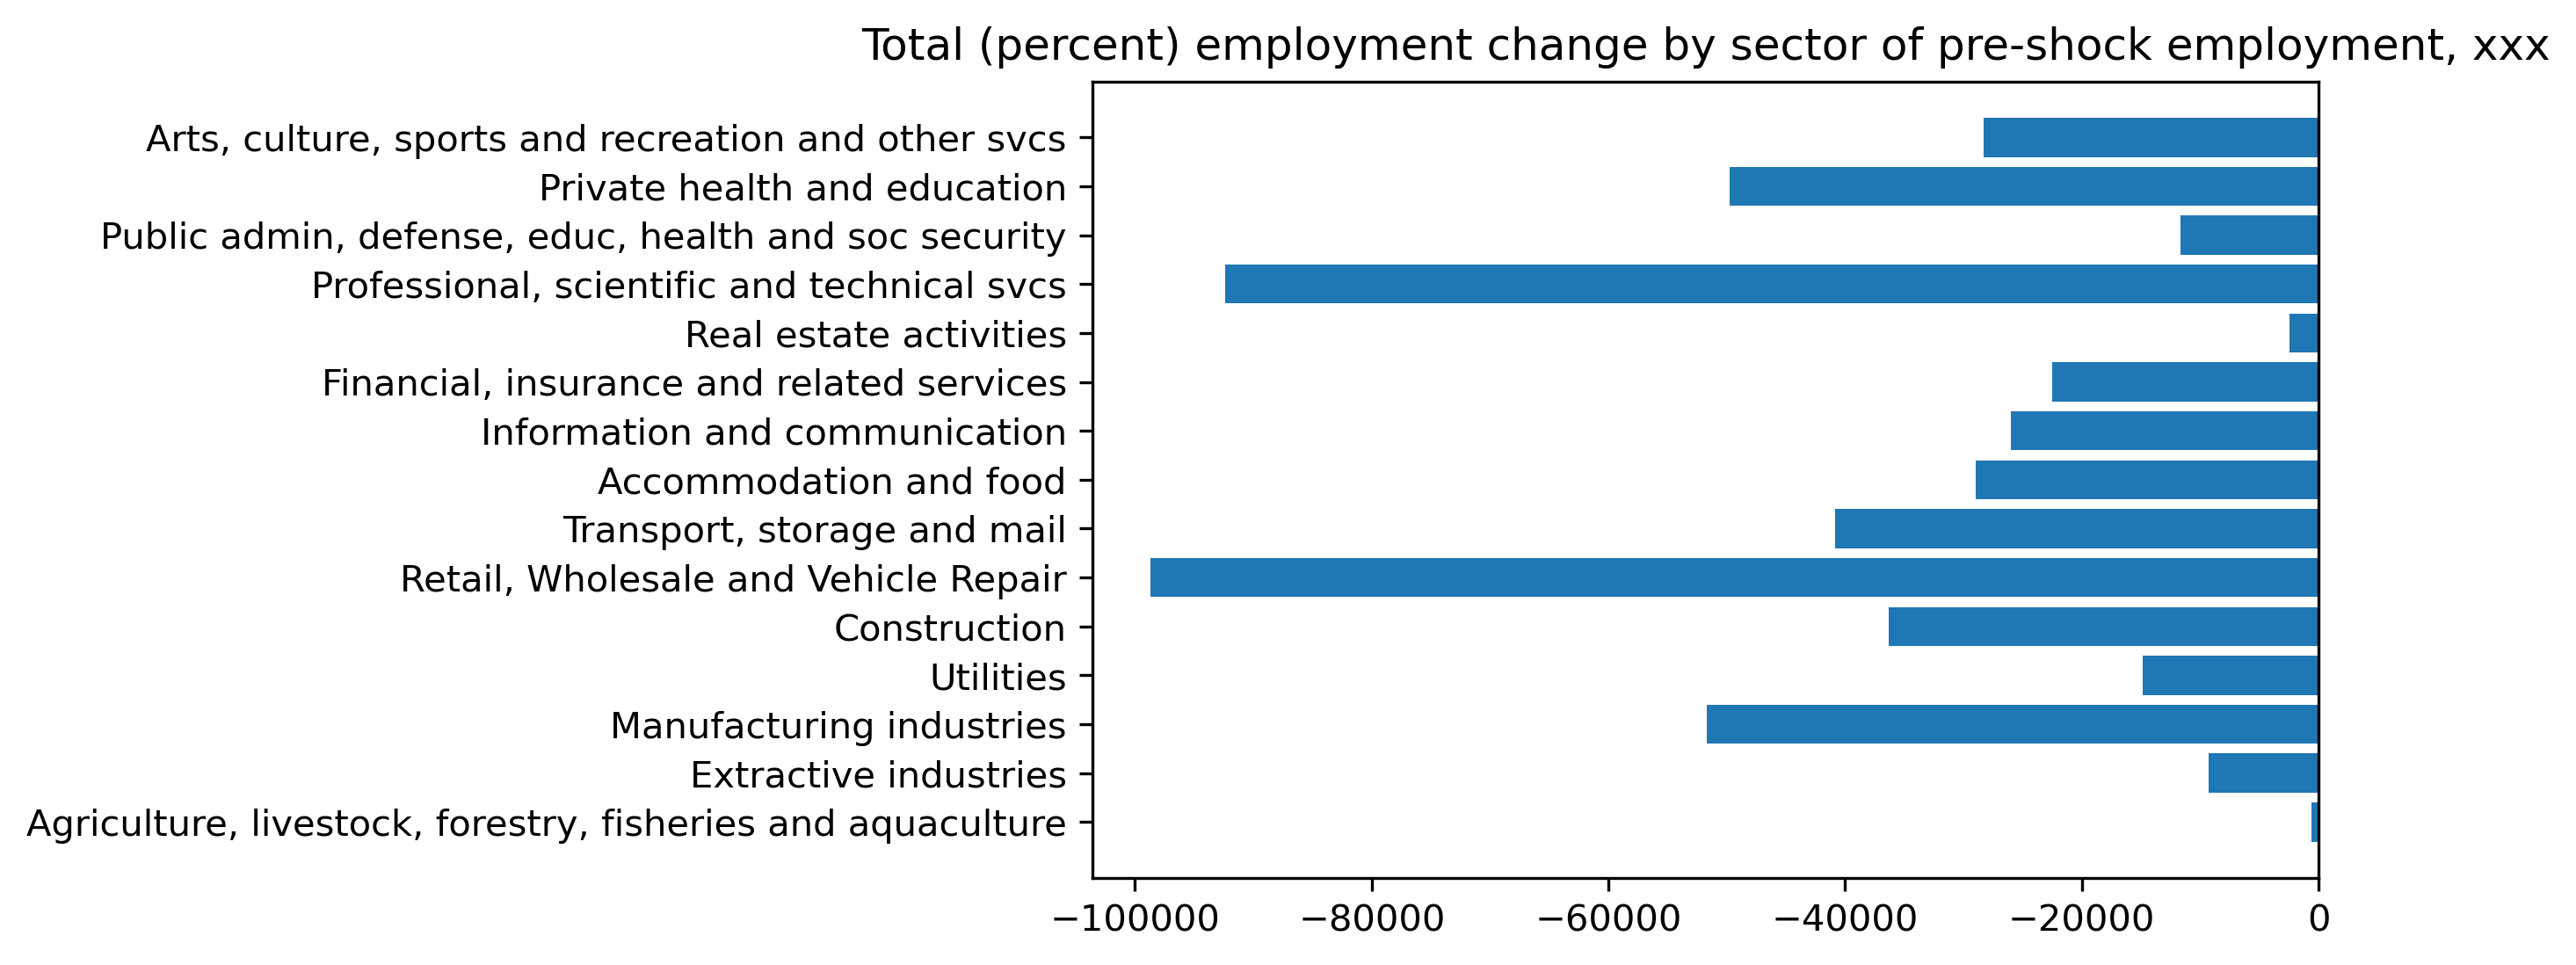 Total (percent) employment change by sector of pre-shock employment, xxx
Arts, culture, sports and recreation and other svcs
Private health and education
Public admin, defense, educ, health and soc security
Professional, scientific and technical svcs
Real estate activities
Financial, insurance and related services
Information and communication
Accommodation and food
Transport, storage and mail
Retail, Wholesale and Vehicle Repair
Construction
Utilities
Manufacturing industries
Extractive industries
Agriculture, livestock, forestry, fisheries and aquaculture
−100000 −80000 −60000 −40000 −20000 0